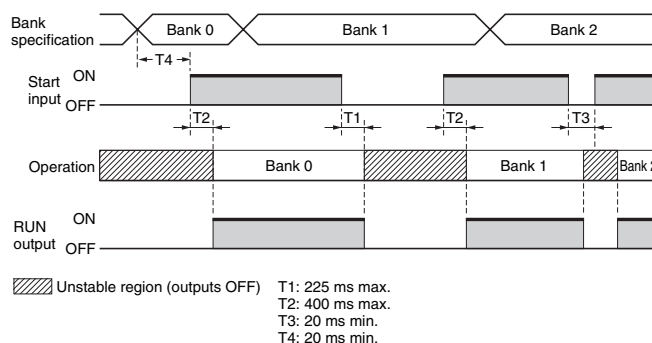 Bank specification
Bank 0
Bank 1
Bank 2
T4
Start input
ON
OFF
T2
T1
T2
T3
Operation
Bank 0
Bank 1
Bank 2
RUN output
ON
OFF
Unstable region (outputs OFF)
T1: 225 ms max.
T2: 400 ms max.
T3: 20 ms min.
T4: 20 ms min.